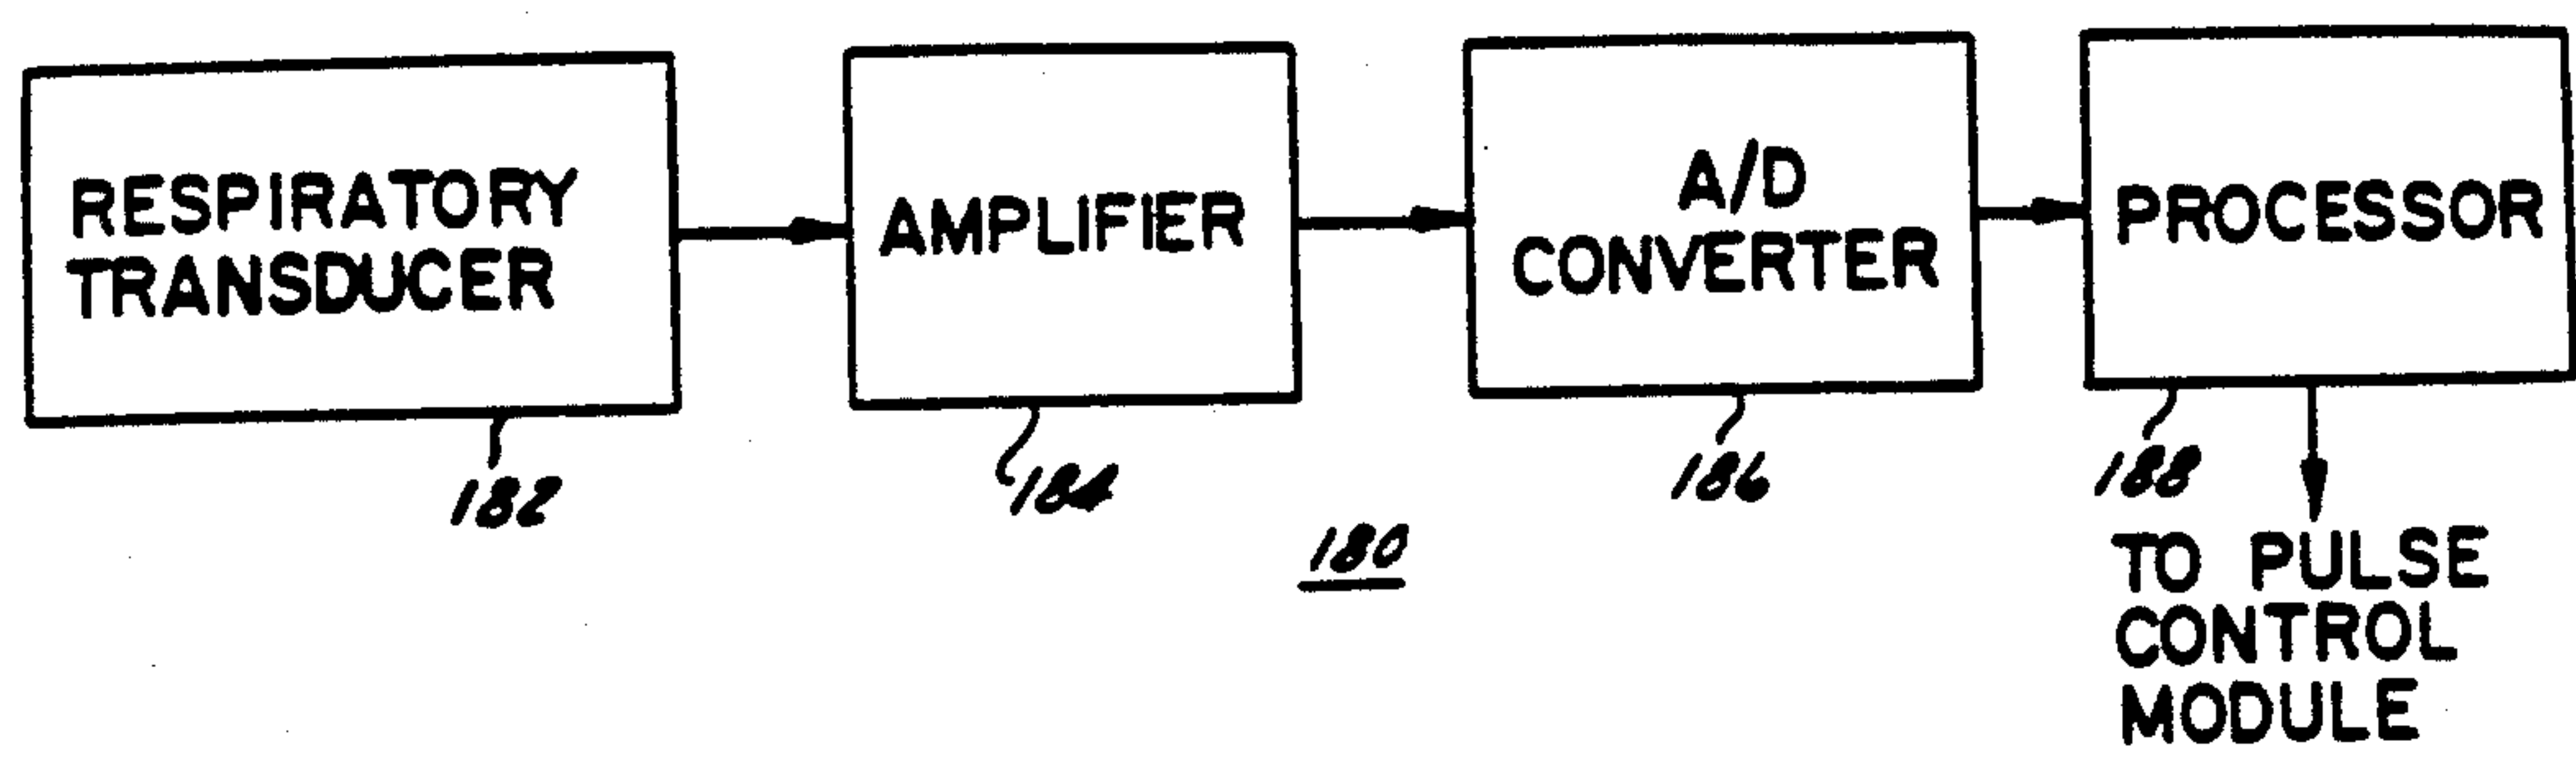 RESPIRATORY
TRANSDUCER
AMPLIFIER
A/D
CONVERTER
PROCESSOR
182
184
186
188
180
TO PULSE
CONTROL
MODULE